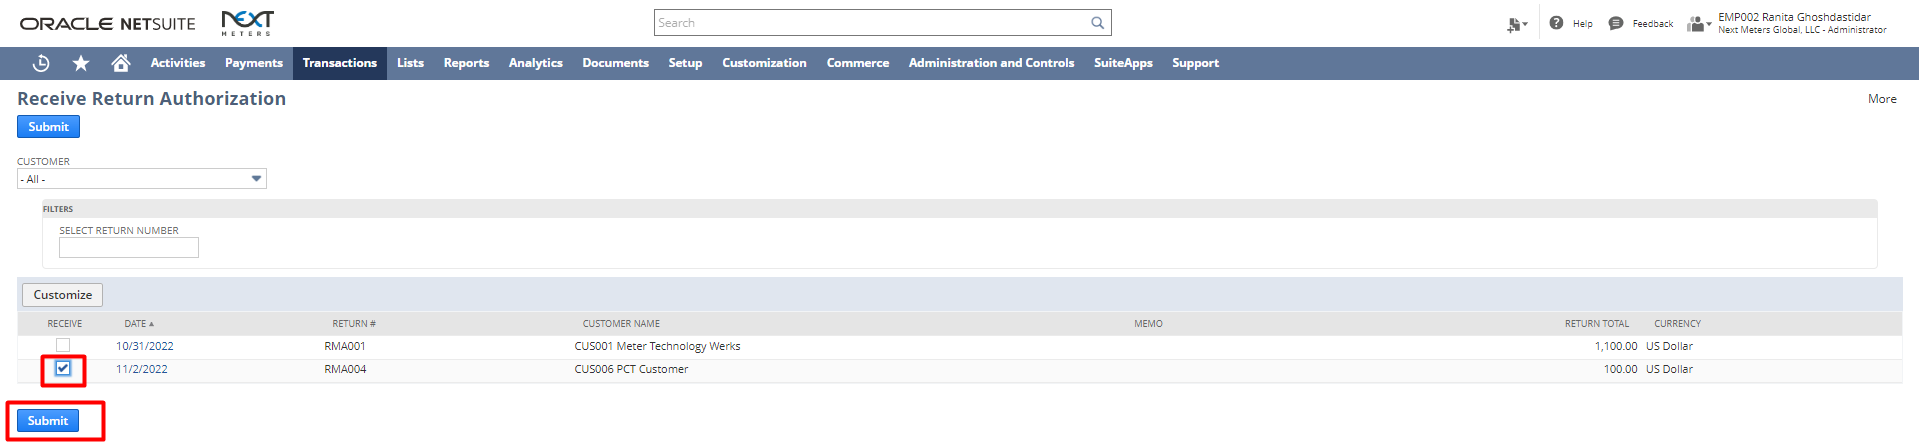 ORACLE NETSUITE
NEXT
METERS
Search
Help
Feedback
EMP002 Ranita Ghoshdastidar
Next Meters Global, LLC - Administrator
Activities Payments Transactions Lists Reports Analytics Documents Setup Customization Commerce Administration and Controls SuiteApps Support
Receive Return Authorization
More
Submit
CUSTOMER
- All -
FILTERS
SELECT RETURN NUMBER
Customize
RECEIVE DATE RETURN # CUSTOMER NAME MEMO RETURN TOTAL CURRENCY
10/31/2022 RMA001 CUS001 Meter Technology Werks 1,100.00 US Dollar
11/2/2022 RMA004 CUS006 PCT Customer 100.00 US Dollar
Submit